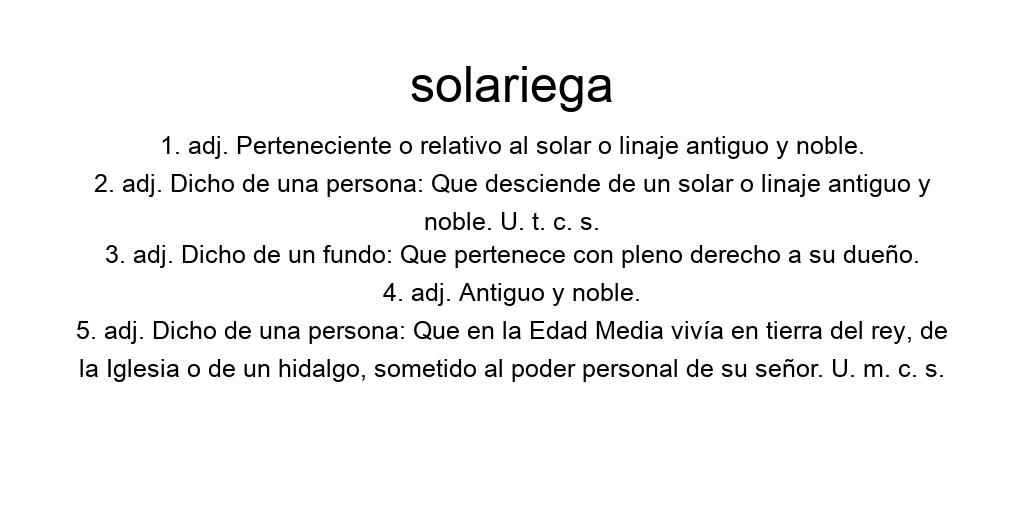 solariega
1. adj. Perteneciente o relativo al solar o linaje antiguo y noble.
2. adj. Dicho de una persona: Que desciende de un solar o linaje antiguo y
noble. U. t. c. s.
3. adj. Dicho de un fundo: Que pertenece con pleno derecho a su dueño.
4. adj. Antiguo y noble.
5. adj. Dicho de una persona: Que en la Edad Media vivía en tierra del rey, de
la Iglesia o de un hidalgo, sometido al poder personal de su señor. U. m. c. s.